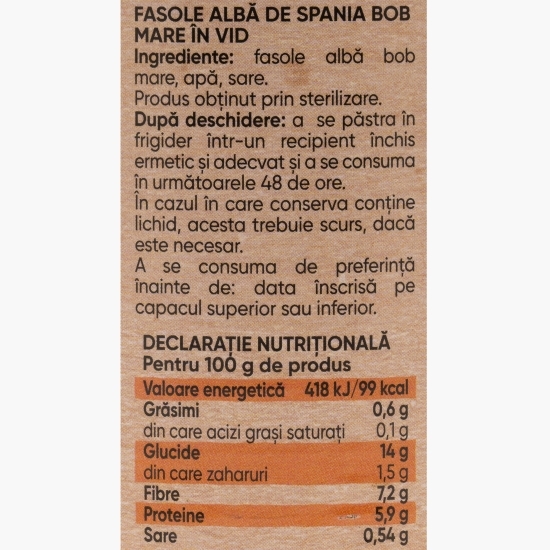 FASOLE ALBĂ DE SPANIA BOB
MARE ÎN VID
Ingrediente: fasole albă bob
mare, apă, sare.
Produs obținut prin sterilizare.
După deschidere: a se păstra în
frigider într-un recipient închis
ermetic și adecvat și a se consuma
în următoarele 48 de ore.
În cazul în care conserva conține
lichid, acesta trebuie scurs, dacă
este necesar.
A se consuma de preferință
înainte de: data înscrisă pe
capacul superior sau inferior.
DECLARAȚIE NUTRIȚIONALĂ
Pentru 100 g de produs
Valoare energetică 418 kJ/99 kcal
Grăsimi 0,6 g
din care acizi grași saturați 0,1 g
Glucide 14 g
din care zaharuri 1,5 g
Fibre 7,2 g
Proteine 5,9 g
Sare 0,54 g